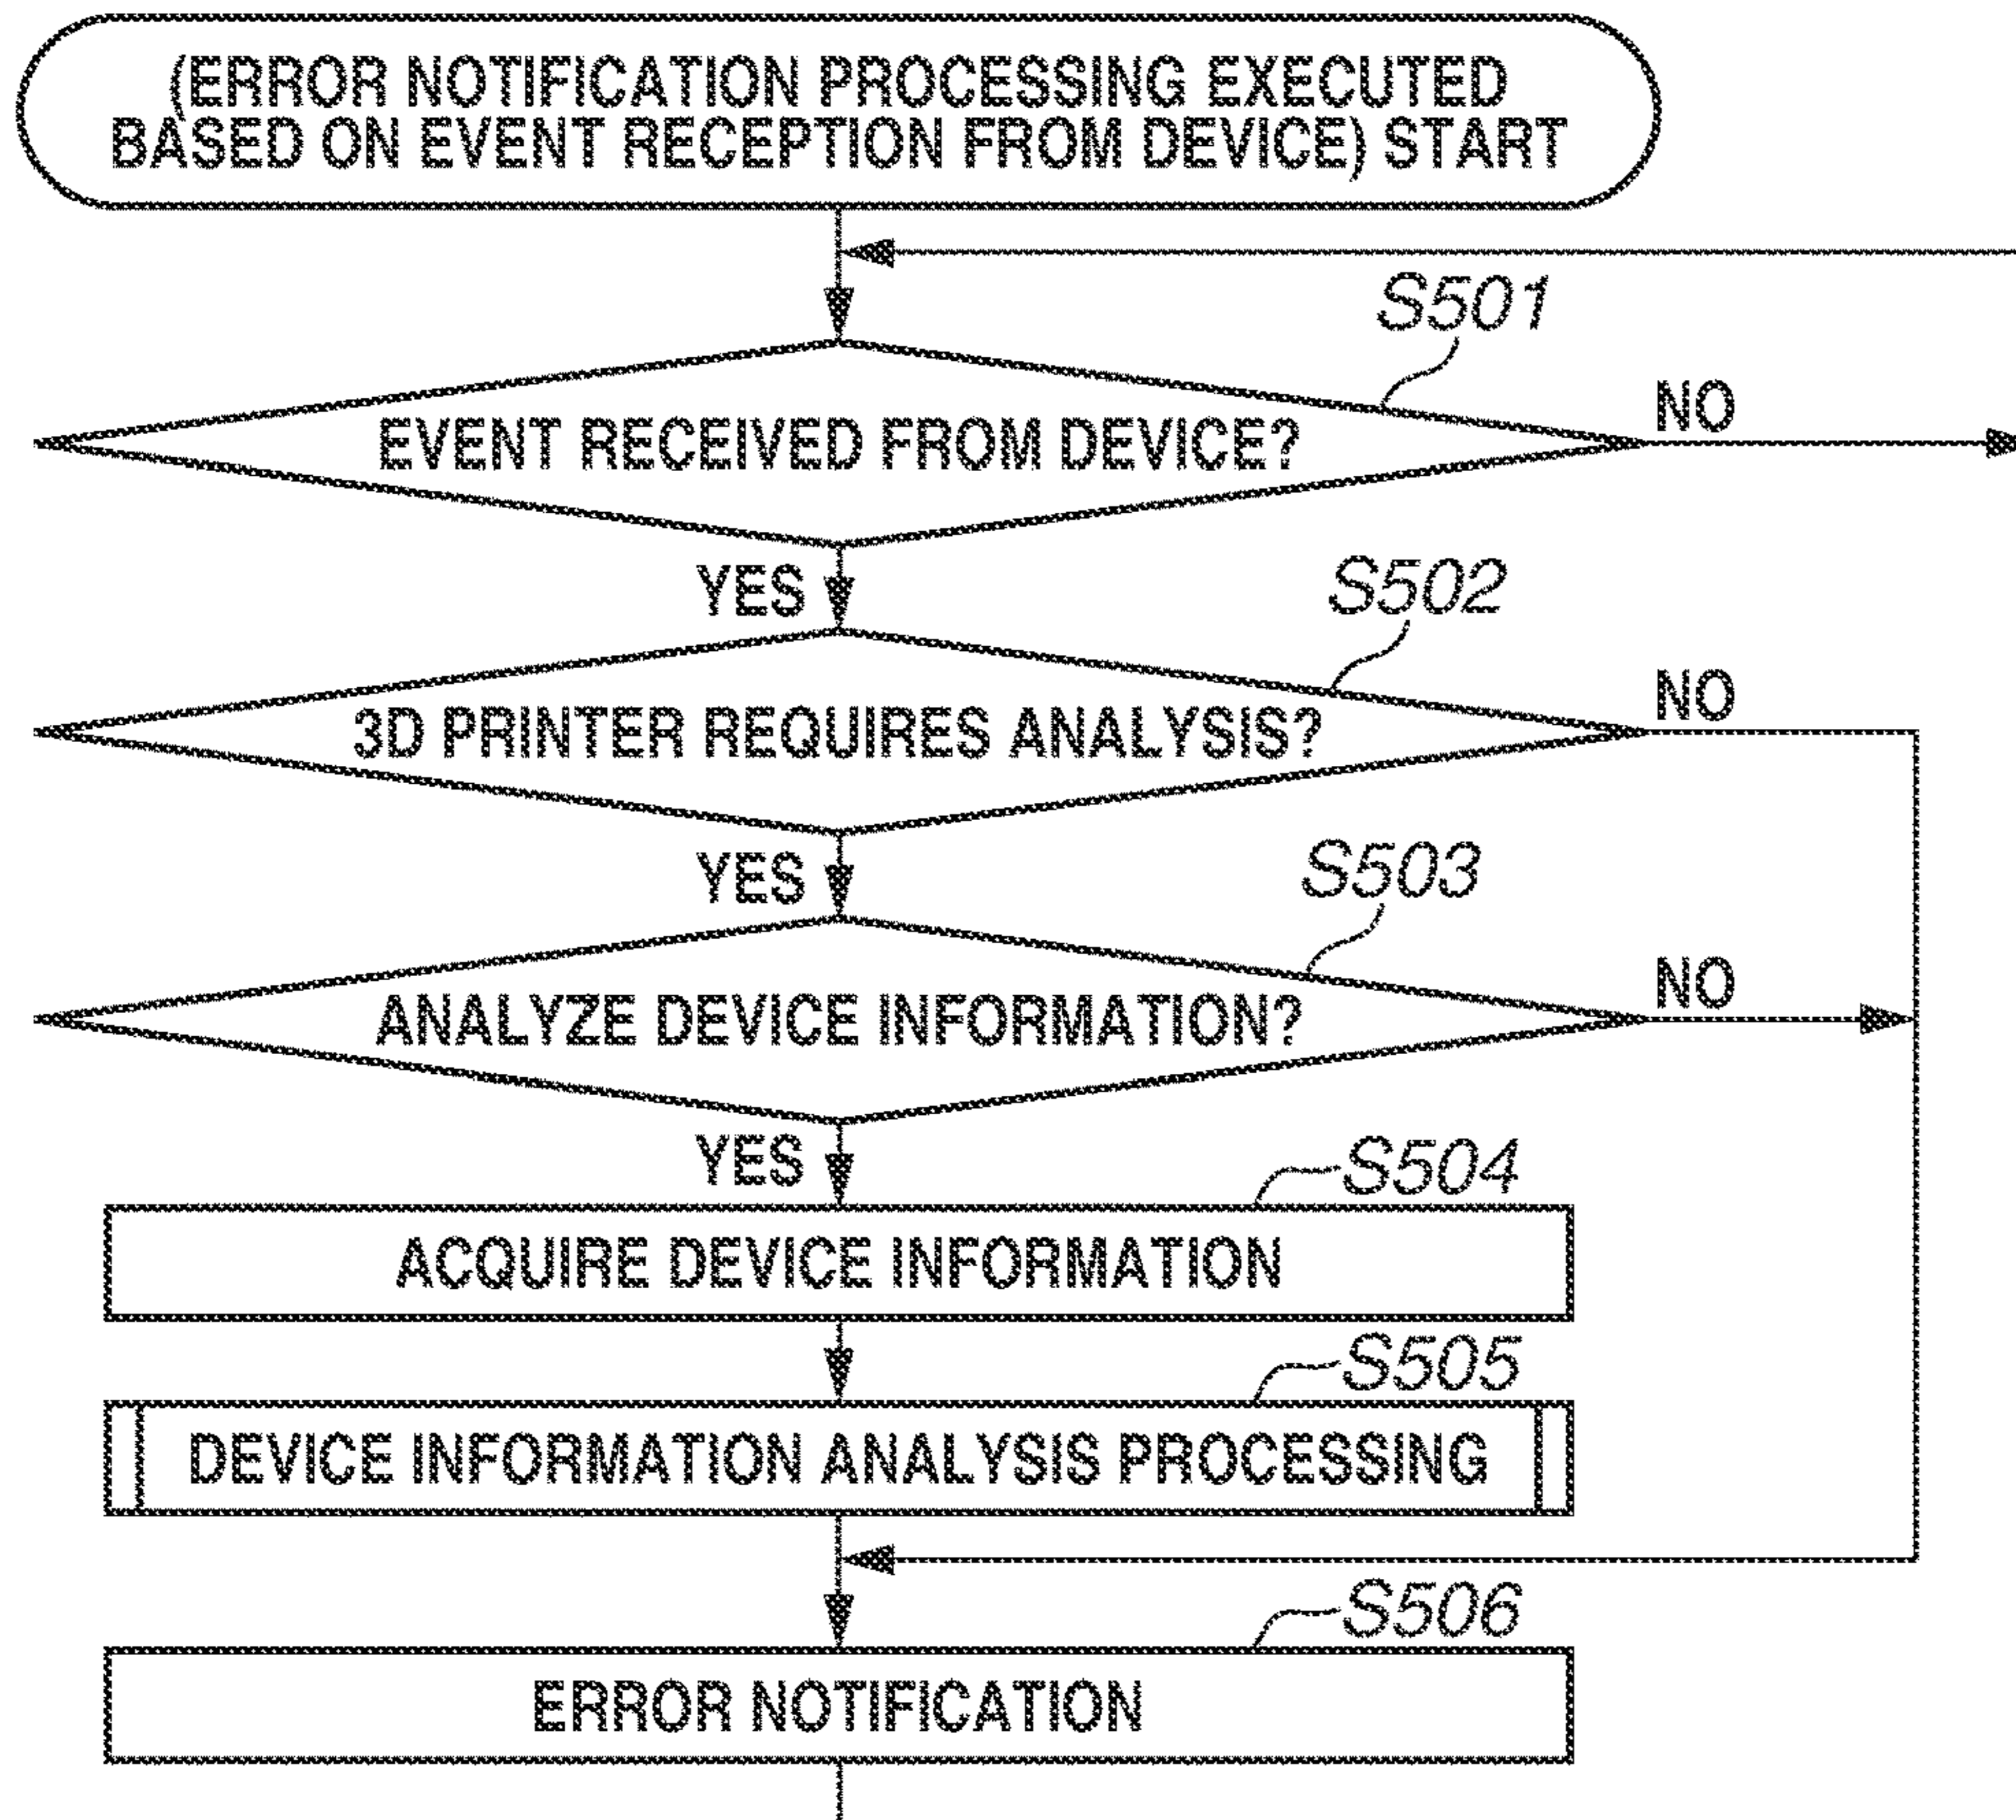 (ERROR NOTIFICATION PROCESSING EXECUTED
BASED ON EVENT RECEPTION FROM DEVICE) START
S501
EVENT RECEIVED FROM DEVICE?
NO
YES
S502
3D PRINTER REQUIRES ANALYSIS?
NO
YES
S503
ANALYZE DEVICE INFORMATION?
NO
YES
S504
ACQUIRE DEVICE INFORMATION
S505
DEVICE INFORMATION ANALYSIS PROCESSING
S506
ERROR NOTIFICATION